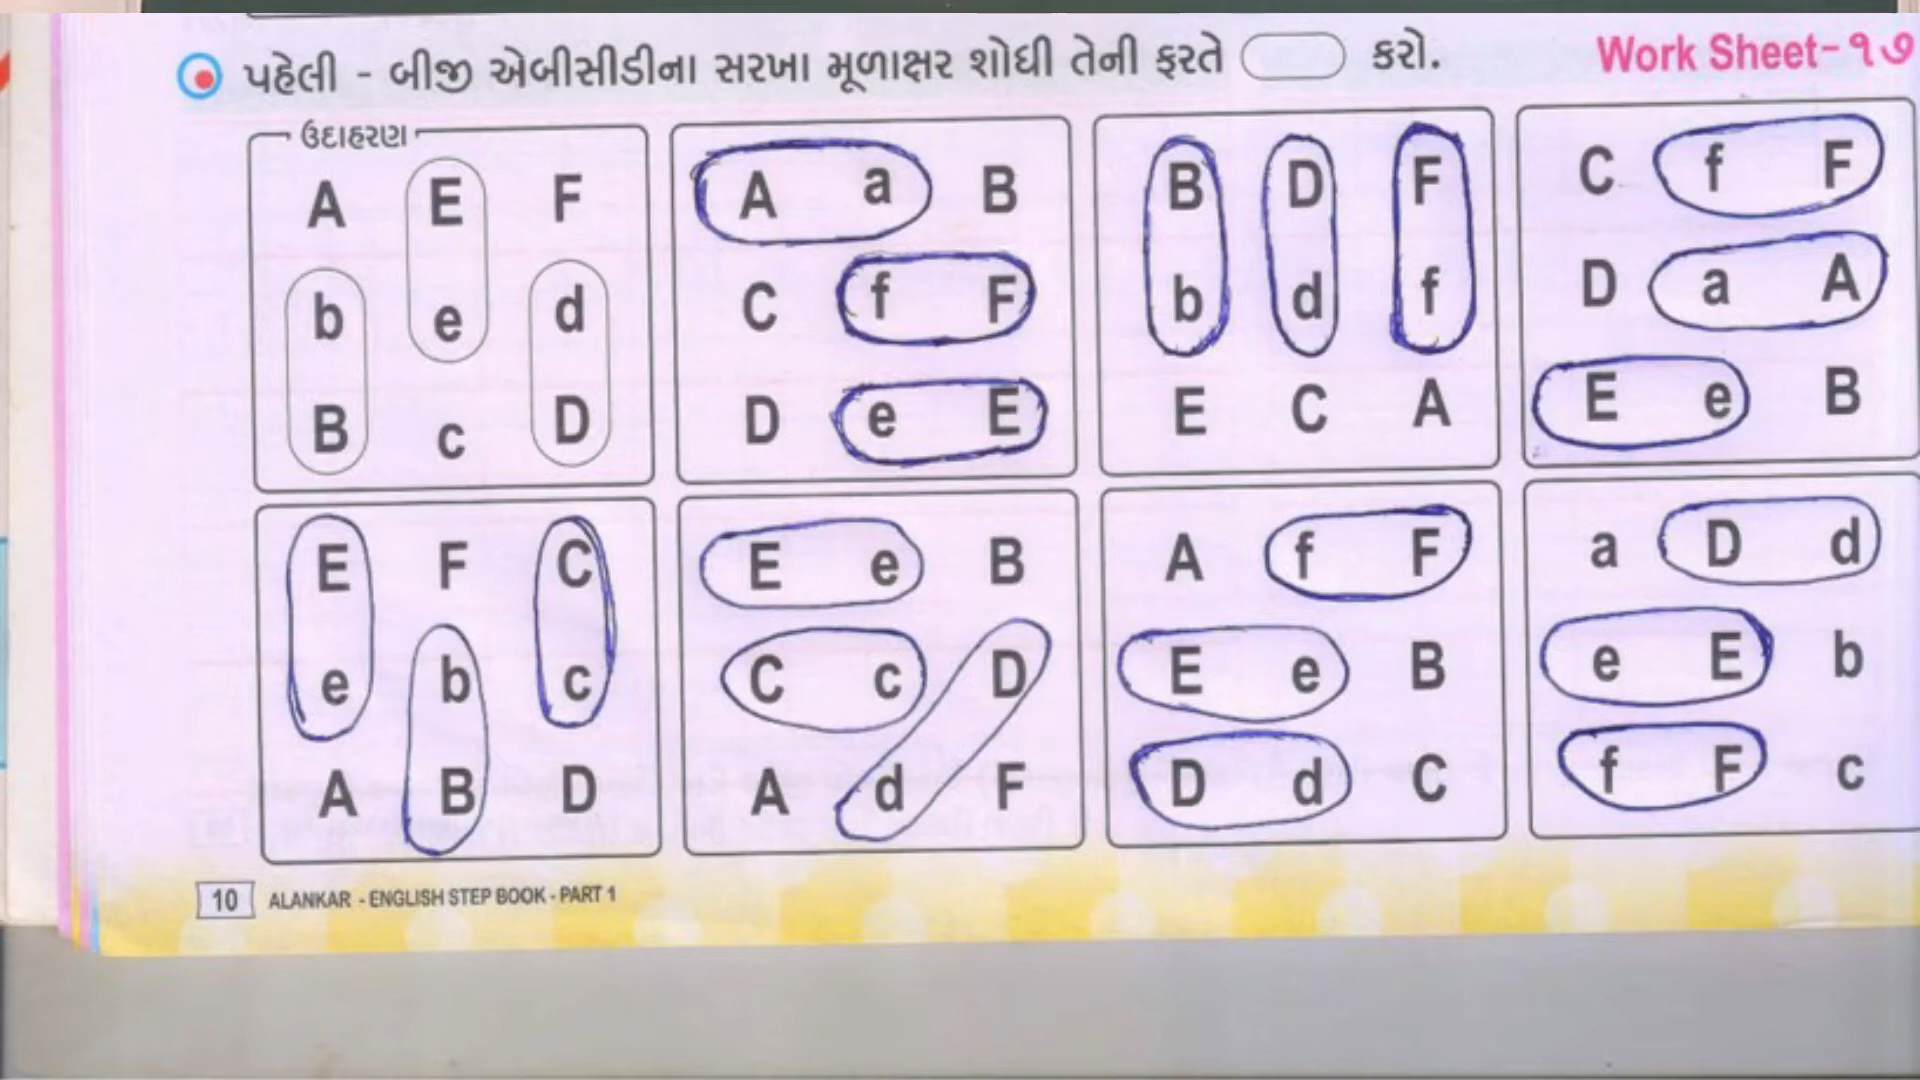 પહેલી - બીજી એબીસીડીના સરખા મૂળાક્ષર શોધી તેની ફરતે કરો.
Work Sheet-૧૭
ઉદાહરણ
A E F
b e d
B c D
A a B
C f F
D e E
B D F
b d f
E C A
C f F
D a A
E e B
E F C
e b c
A B D
E e B
C c D
A d F
A f F
E e B
D d C
a D d
e E b
f F c
10 ALANKAR - ENGLISH STEP BOOK - PART 1